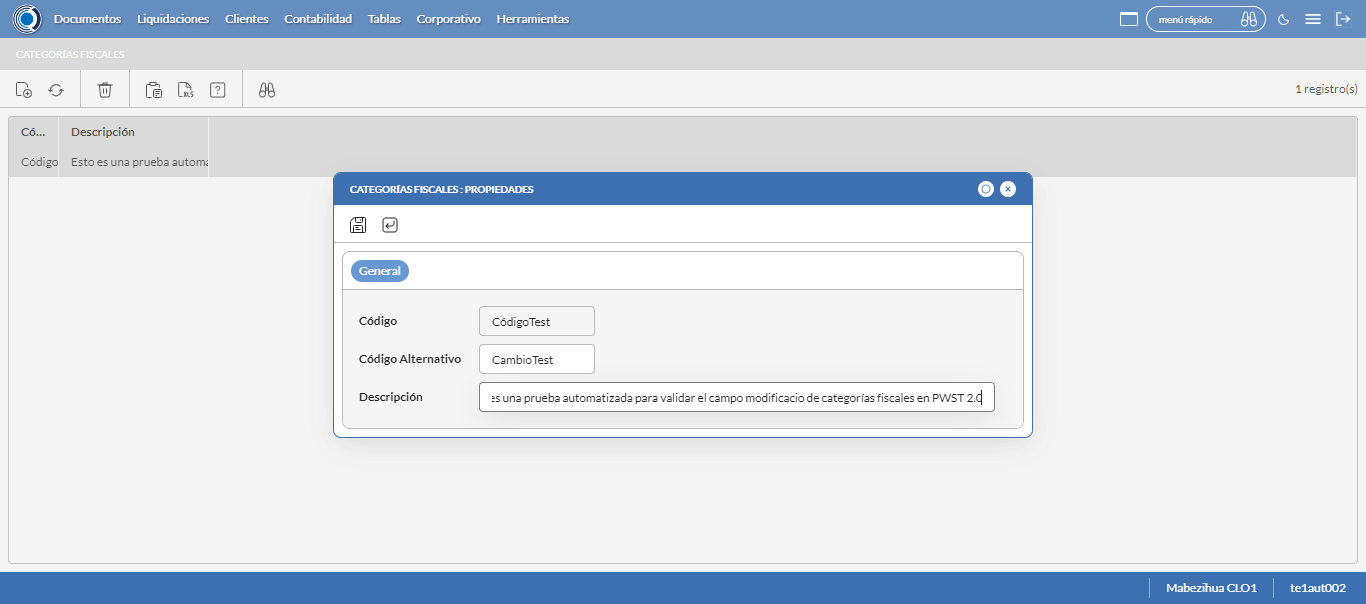 Documentos Liquidaciones Clientes Contabilidad Tablas Corporativo Herramientas menú rápido
CATEGORÍAS FISCALES
XLS ? 1 registro(s)
Có... Descripción
Código Esto es una prueba automa
CATEGORÍAS FISCALES : PROPIEDADES
General
Código CódigoTest
Código Alternativo CambioTest
Descripción es una prueba automatizada para validar el campo modificacio de categorías fiscales en PWST 2.0
Mabezihua CLO1 te1aut002